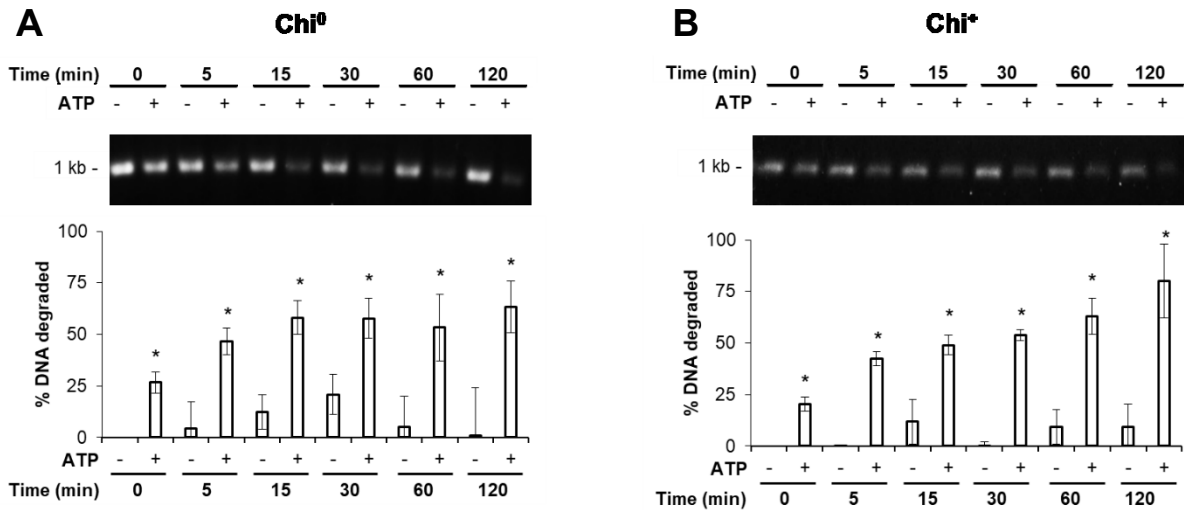 A
Chi⁰
Time (min) 0 5 15 30 60 120
ATP - + - + - + - + - + - +
1 kb -
100
75
50
25
0
% DNA degraded
* * * * * *
ATP - + - + - + - + - + - +
Time (min) 0 5 15 30 60 120
B
Chi⁺
Time (min) 0 5 15 30 60 120
ATP - + - + - + - + - + - +
1 kb -
100
75
50
25
0
% DNA degraded
* * * * * *
ATP - + - + - + - + - + - +
Time (min) 0 5 15 30 60 120